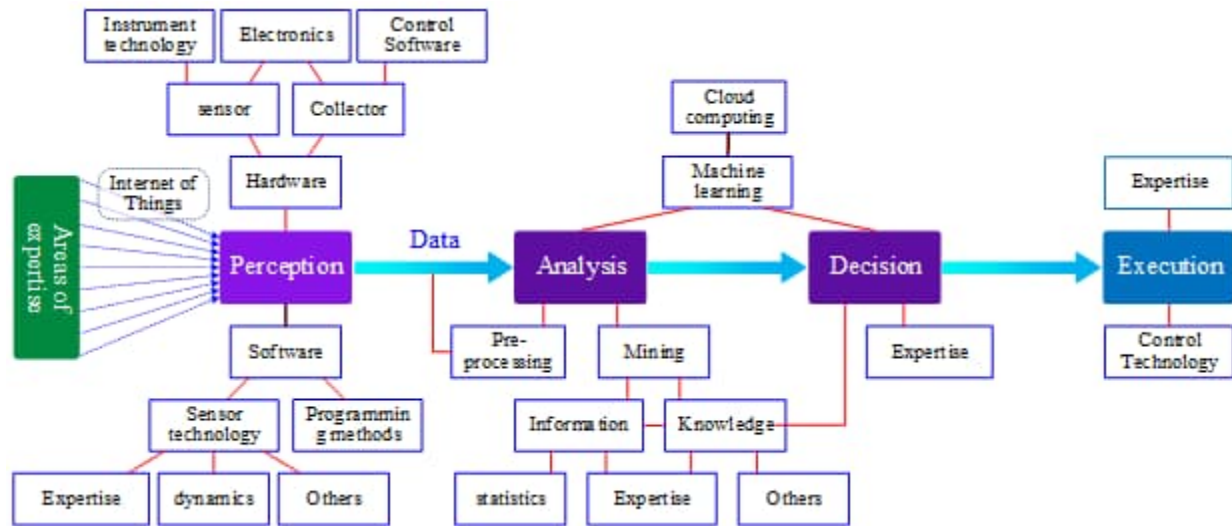 Instrument
technology
Electronics
Control
Software
sensor
Collector
Cloud
computing
Internet of
Things
Hardware
Machine
learning
Expertise
Areas of
expertise
Perception
Data
Analysis
Decision
Execution
Software
Pre-
processing
Mining
Expertise
Control
Technology
Sensor
technology
Programmin
g methods
Information
Knowledge
Expertise
dynamics
Others
statistics
Expertise
Others